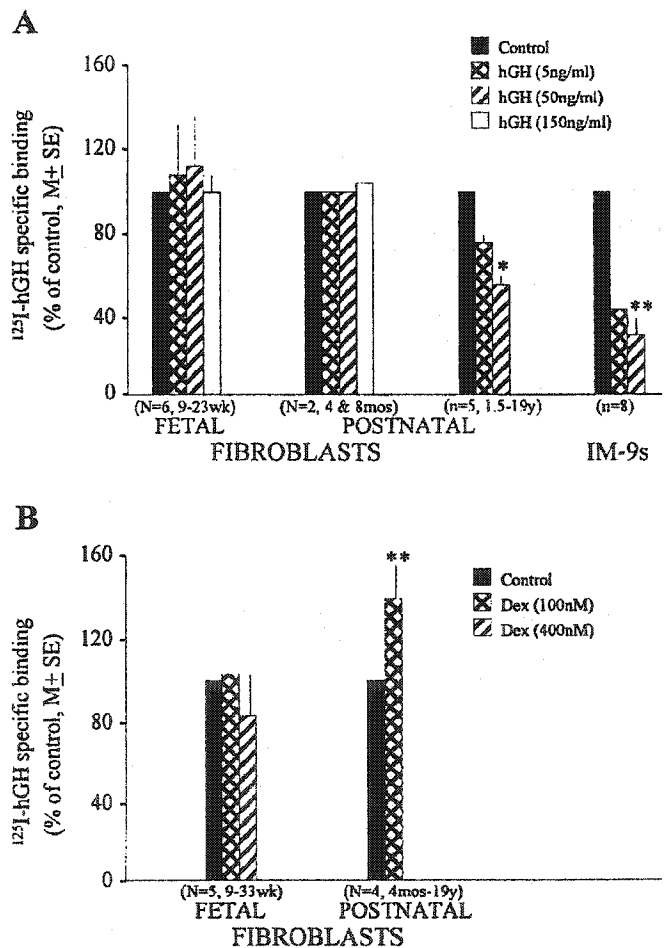 A
160
120
80
40
0
¹²⁵I-hGH specific binding
(% of control, M± SE)
Control
hGH (5ng/ml)
hGH (50ng/ml)
hGH (150ng/ml)
*
**
(N=6, 9-23wk)
(N=2, 4 & 8mos)
(n=5, 1.5-19y)
(n=8)
FETAL
POSTNATAL
FIBROBLASTS
IM-9s
B
160
120
80
40
0
¹²⁵I-hGH specific binding
(% of control, M± SE)
Control
Dex (100nM)
Dex (400nM)
**
(N=5, 9-33wk)
(N=4, 4mos-19y)
FETAL
POSTNATAL
FIBROBLASTS